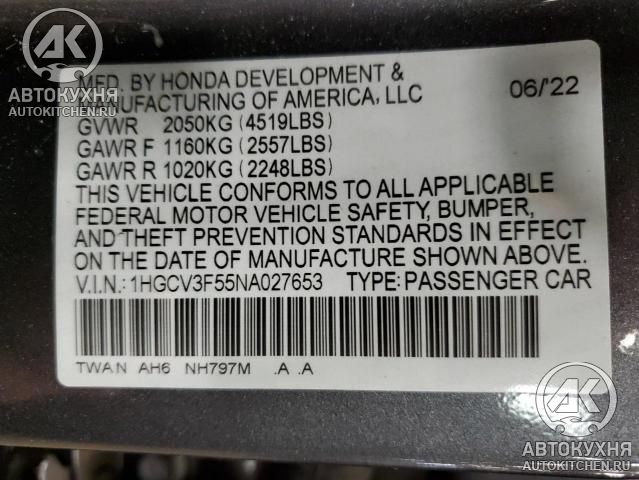 AK
АВТОКУХНЯ
AUTOKITCHEN.RU
MFD. BY HONDA DEVELOPMENT &
MANUFACTURING OF AMERICA, LLC 06/'22
GVWR 2050KG (4519LBS)
GAWR F 1160KG (2557LBS)
GAWR R 1020KG (2248LBS)
THIS VEHICLE CONFORMS TO ALL APPLICABLE
FEDERAL MOTOR VEHICLE SAFETY, BUMPER,
AND THEFT PREVENTION STANDARDS IN EFFECT
ON THE DATE OF MANUFACTURE SHOWN ABOVE.
V.I.N.: 1HGCV3F55NA027653 TYPE: PASSENGER CAR
TWAN AH6 NH797M .A .A
AK
АВТОКУХНЯ
AUTOKITCHEN.RU